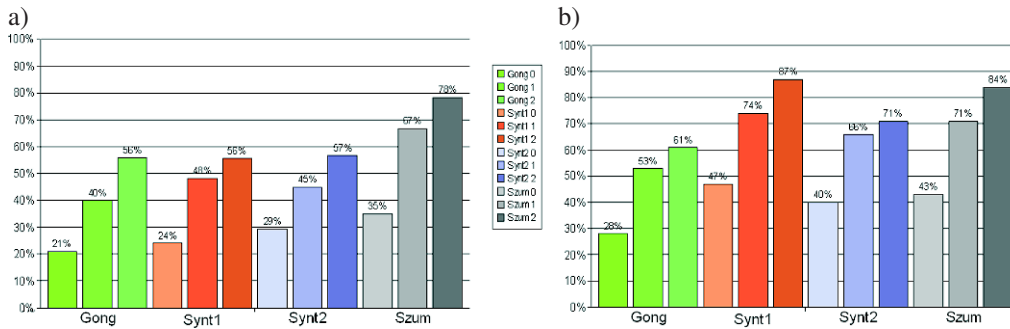 a)
100%
90%
80%
70%
60%
50%
40%
30%
20%
10%
0%
21%
40%
56%
24%
48%
56%
29%
45%
57%
35%
67%
78%
Gong
Synt1
Synt2
Szum
Gong 0
Gong 1
Gong 2
Synt1 0
Synt1 1
Synt1 2
Synt2 0
Synt2 1
Synt2 2
Szum 0
Szum 1
Szum 2
b)
100%
90%
80%
70%
60%
50%
40%
30%
20%
10%
0%
28%
53%
61%
47%
74%
87%
40%
66%
71%
43%
71%
84%
Gong
Synt1
Synt2
Szum